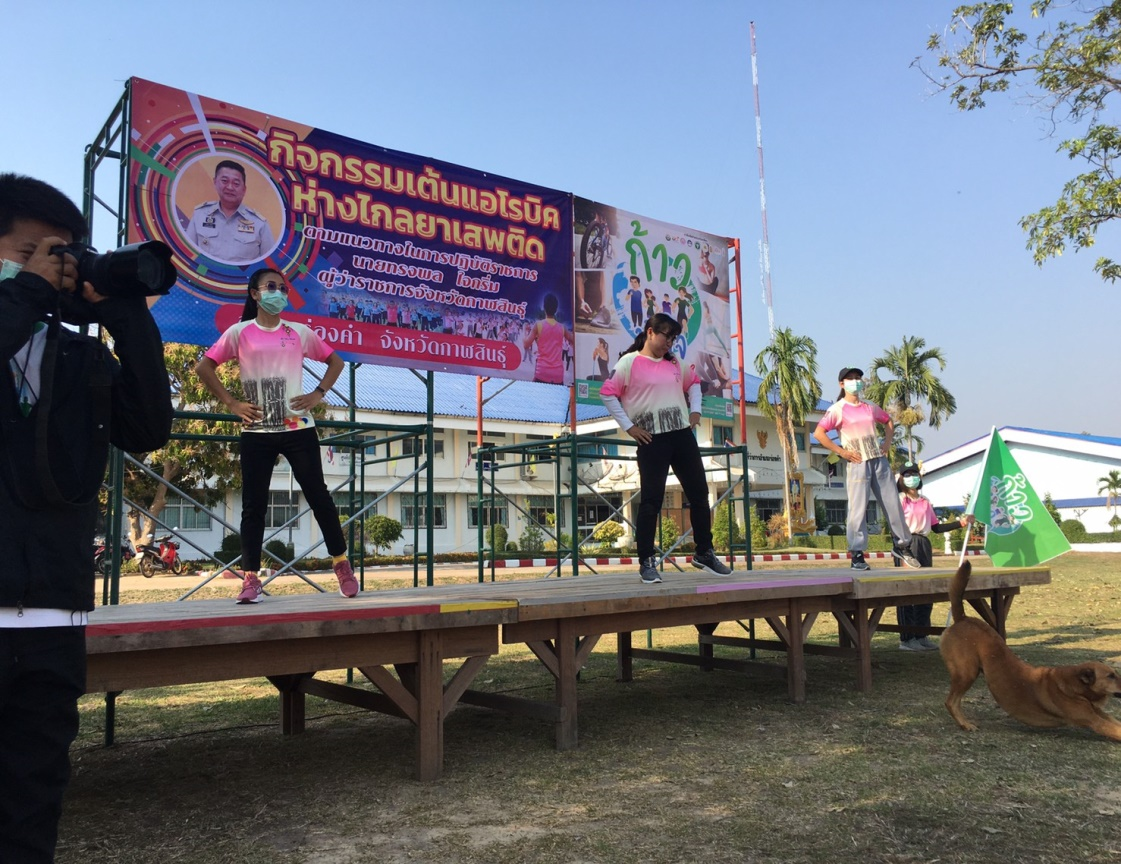 กิจกรรมเต้นแอโรบิค
ห่างไกลยาเสพติด
ตามแนวทางในการปฏิบัติราชการ
นายทรงพล ใจกริ่ม
ผู้ว่าราชการจังหวัดกาฬสินธุ์
จังหวัดกาฬสินธุ์
ก้าว